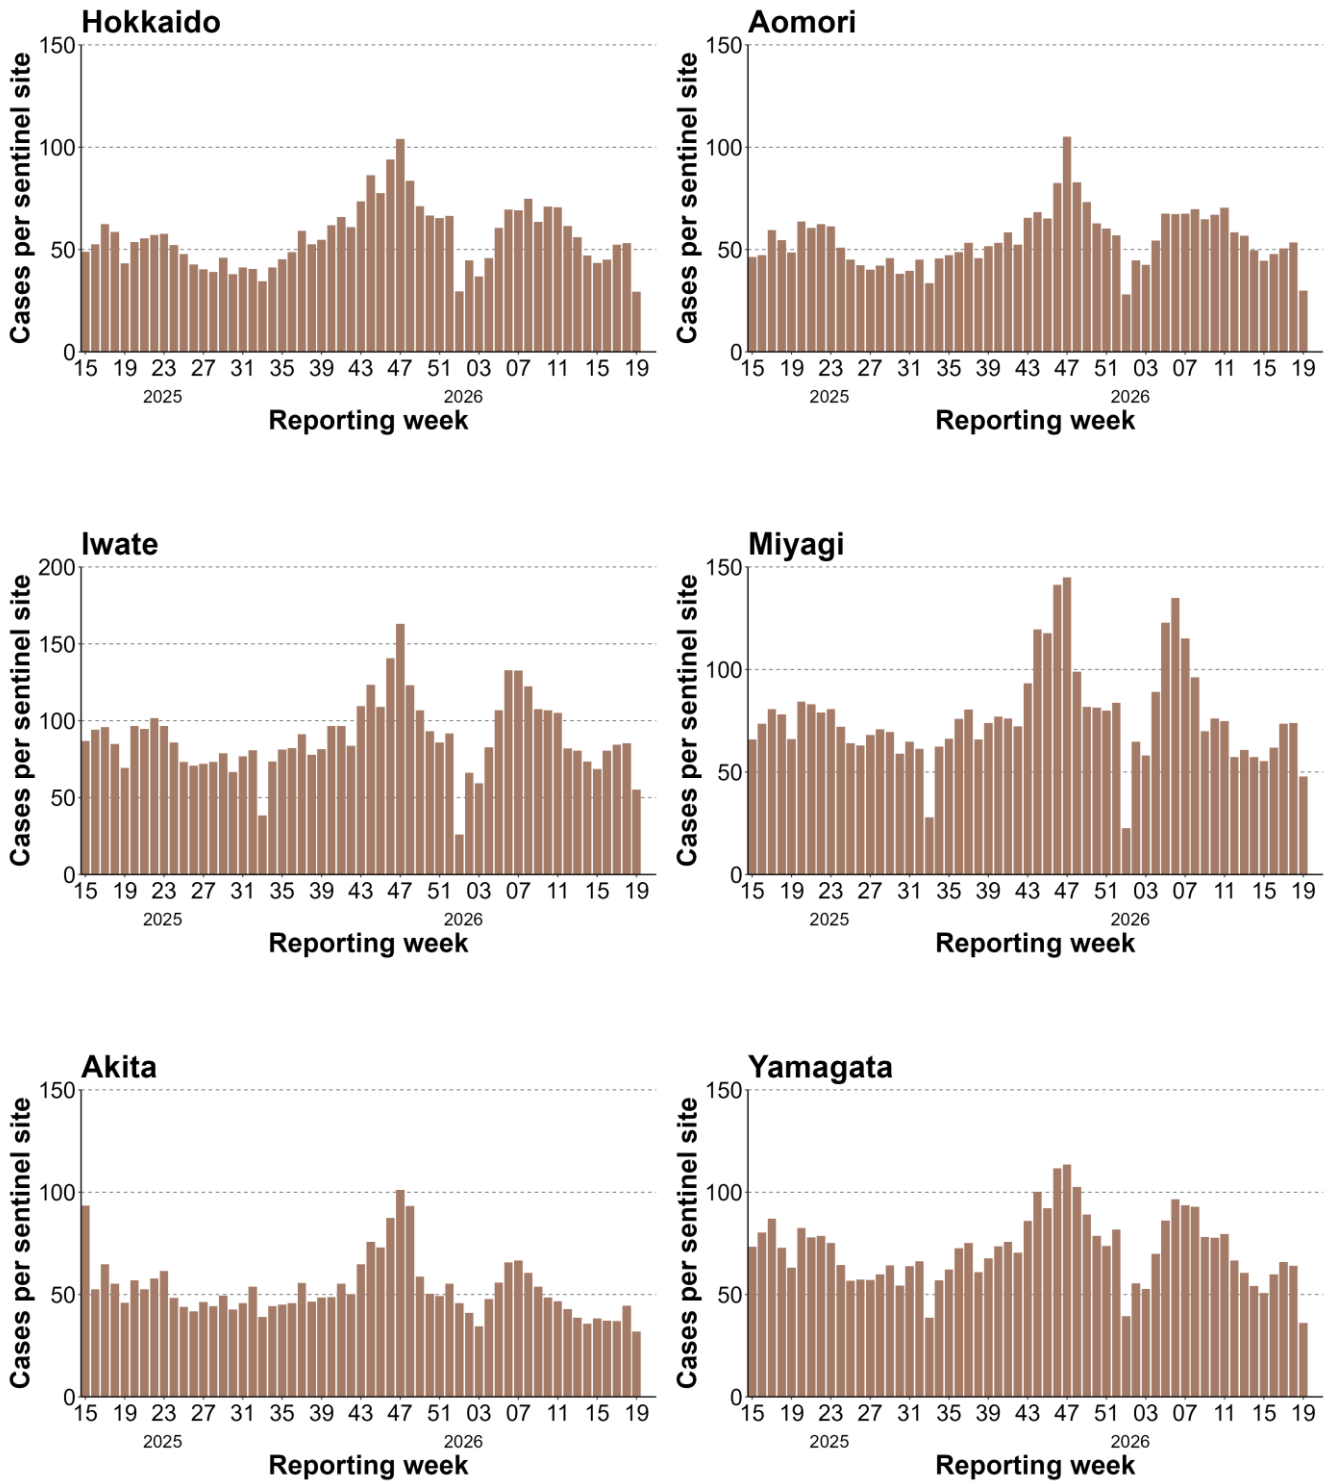 Hokkaido
Cases per sentinel site
150
100
50
0
15 19 23 27 31 35 39 43 47 51 03 07 11 15 19
2025 2026
Reporting week
Aomori
Cases per sentinel site
150
100
50
0
15 19 23 27 31 35 39 43 47 51 03 07 11 15 19
2025 2026
Reporting week
Iwate
Cases per sentinel site
200
150
100
50
0
15 19 23 27 31 35 39 43 47 51 03 07 11 15 19
2025 2026
Reporting week
Miyagi
Cases per sentinel site
150
100
50
0
15 19 23 27 31 35 39 43 47 51 03 07 11 15 19
2025 2026
Reporting week
Akita
Cases per sentinel site
150
100
50
0
15 19 23 27 31 35 39 43 47 51 03 07 11 15 19
2025 2026
Reporting week
Yamagata
Cases per sentinel site
150
100
50
0
15 19 23 27 31 35 39 43 47 51 03 07 11 15 19
2025 2026
Reporting week